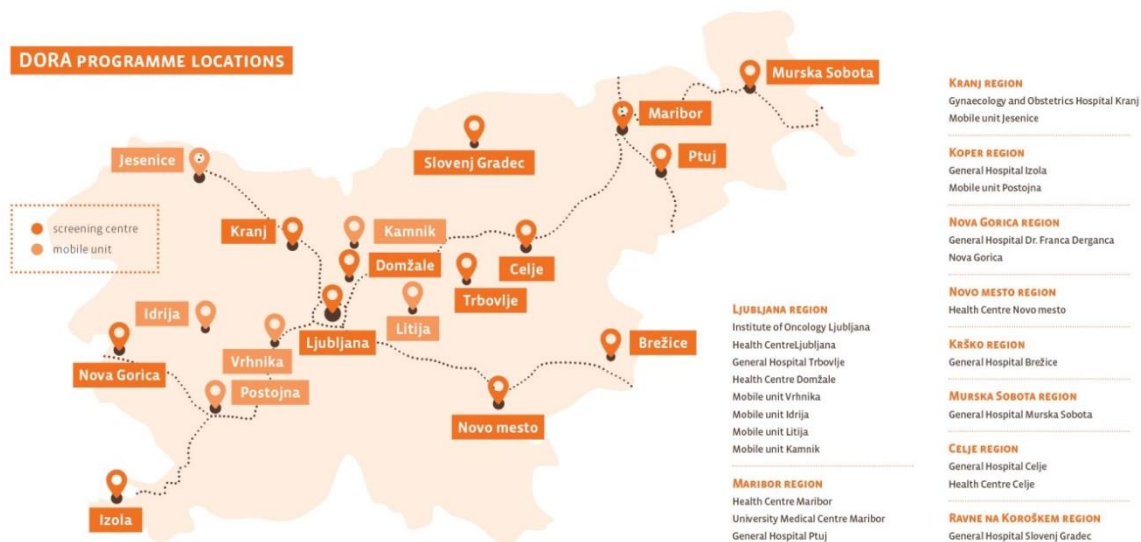 DORA PROGRAMME LOCATIONS
Murska Sobota
Maribor
Slovenj Gradec
Ptuj
Jesenice
screening centre
mobile unit
Kranj
Kamnik
Domžale
Celje
Trbovlje
Idrija
Litija
Ljubljana
Vrhnika
Brežice
Nova Gorica
Postojna
Novo mesto
Izola
LJUBLJANA REGION
Institute of Oncology Ljubljana
Health CentreLjubljana
General Hospital Trbovlje
Health Centre Domžale
Mobile unit Vrhnika
Mobile unit Idrija
Mobile unit Litija
Mobile unit Kamnik
MARIBOR REGION
Health Centre Maribor
University Medical Centre Maribor
General Hospital Ptuj
KRANJ REGION
Gynaecology and Obstetrics Hospital Kranj
Mobile unit Jesenice
KOPER REGION
General Hospital Izola
Mobile unit Postojna
NOVA GORICA REGION
General Hospital Dr. Franca Derganca
Nova Gorica
NOVO MESTO REGION
Health Centre Novo mesto
KRŠKO REGION
General Hospital Brežice
MURSKA SOBOTA REGION
General Hospital Murska Sobota
CELJE REGION
General Hospital Celje
Health Centre Celje
RAVNE NA KOROŠKEM REGION
General Hospital Slovenj Gradec